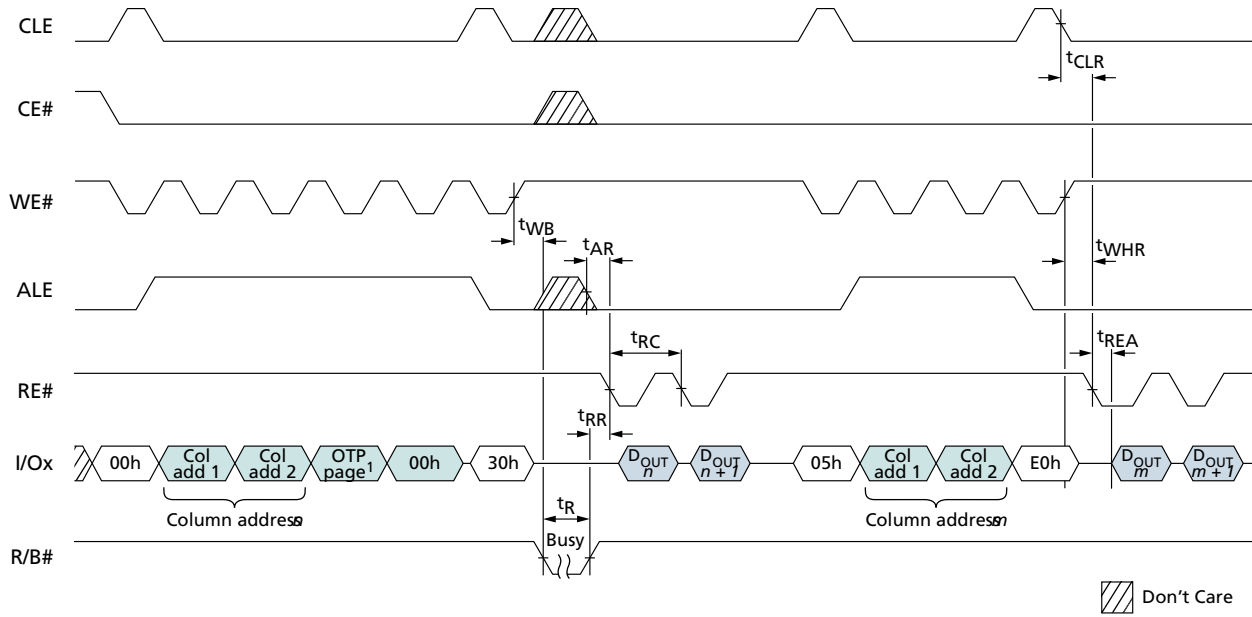 CLE
tCLR
CE#
WE#
tWB
tAR
tWHR
ALE
tRC
tREA
RE#
tRR
I/Ox
00h
Col add 1
Col add 2
OTP page1
00h
30h
DOUT n
DOUT n + 1
05h
Col add 1
Col add 2
E0h
DOUT m
DOUT m + 1
Column address n
tR
Column address m
Busy
R/B#
Don't Care